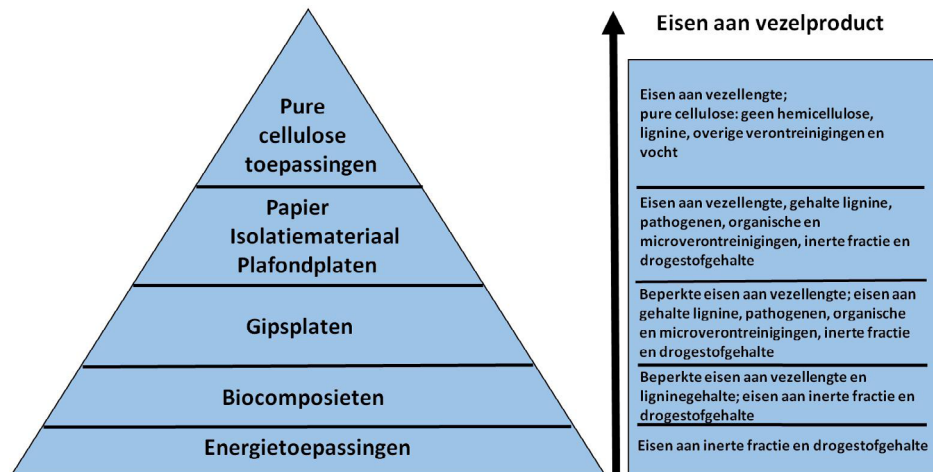 Eisen aan vezelproduct
Pure
cellulose
toepassingen
Papier
Isolatiemateriaal
Plafondplaten
Gipsplaten
Biocomposieten
Energietoepassingen
Eisen aan vezellengte;
pure cellulose: geen hemicellulose,
lignine, overige verontreinigingen en
vocht
Eisen aan vezellengte, gehalte lignine,
pathogenen, organische en
microverontreinigingen, inerte fractie en
drogestofgehalte
Beperkte eisen aan vezellengte; eisen aan
gehalte lignine, pathogenen, organische
en microverontreinigingen, inerte fractie
en drogestofgehalte
Beperkte eisen aan vezellengte en
ligninegehalte; eisen aan inerte fractie en
drogestofgehalte
Eisen aan inerte fractie en drogestofgehalte